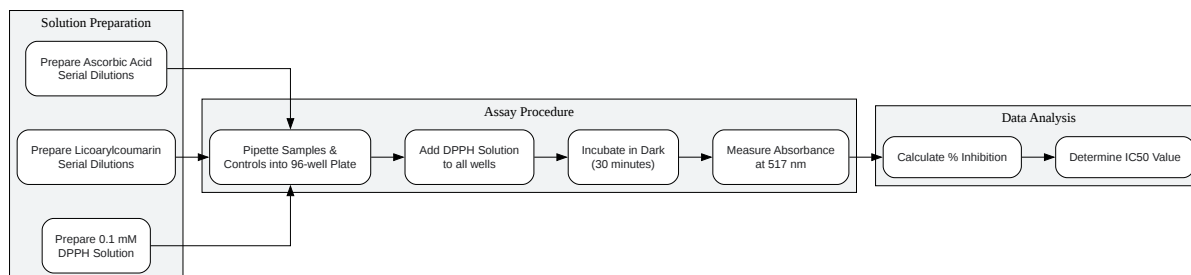 Solution Preparation
Prepare Ascorbic Acid
Serial Dilutions
Prepare Licoarylcoumarin
Serial Dilutions
Prepare 0.1 mM
DPPH Solution
Assay Procedure
Pipette Samples &
Controls into 96-well Plate
Add DPPH Solution
to all wells
Incubate in Dark
(30 minutes)
Measure Absorbance
at 517 nm
Data Analysis
Calculate % Inhibition
Determine IC50 Value